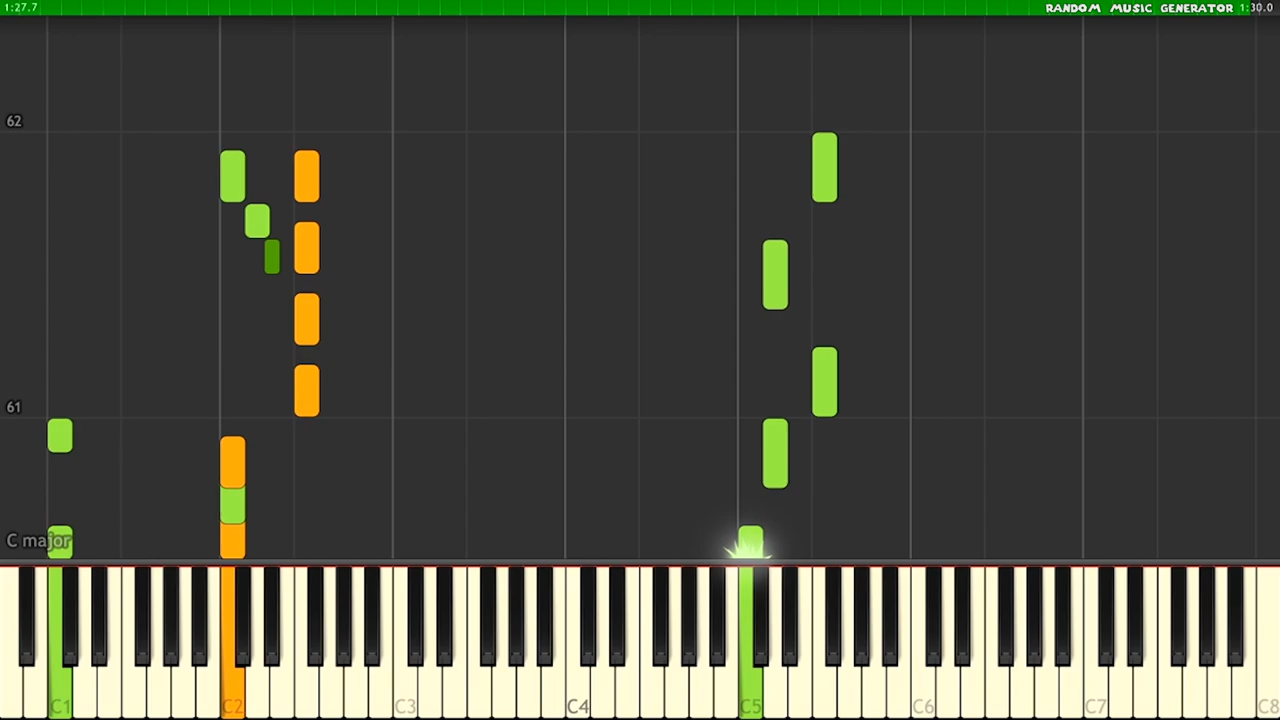 1:27.7 RANDOM MUSIC GENERATOR 1:30.0
62
61
C major
C1 C2 C3 C4 C5 C6 C7 C8